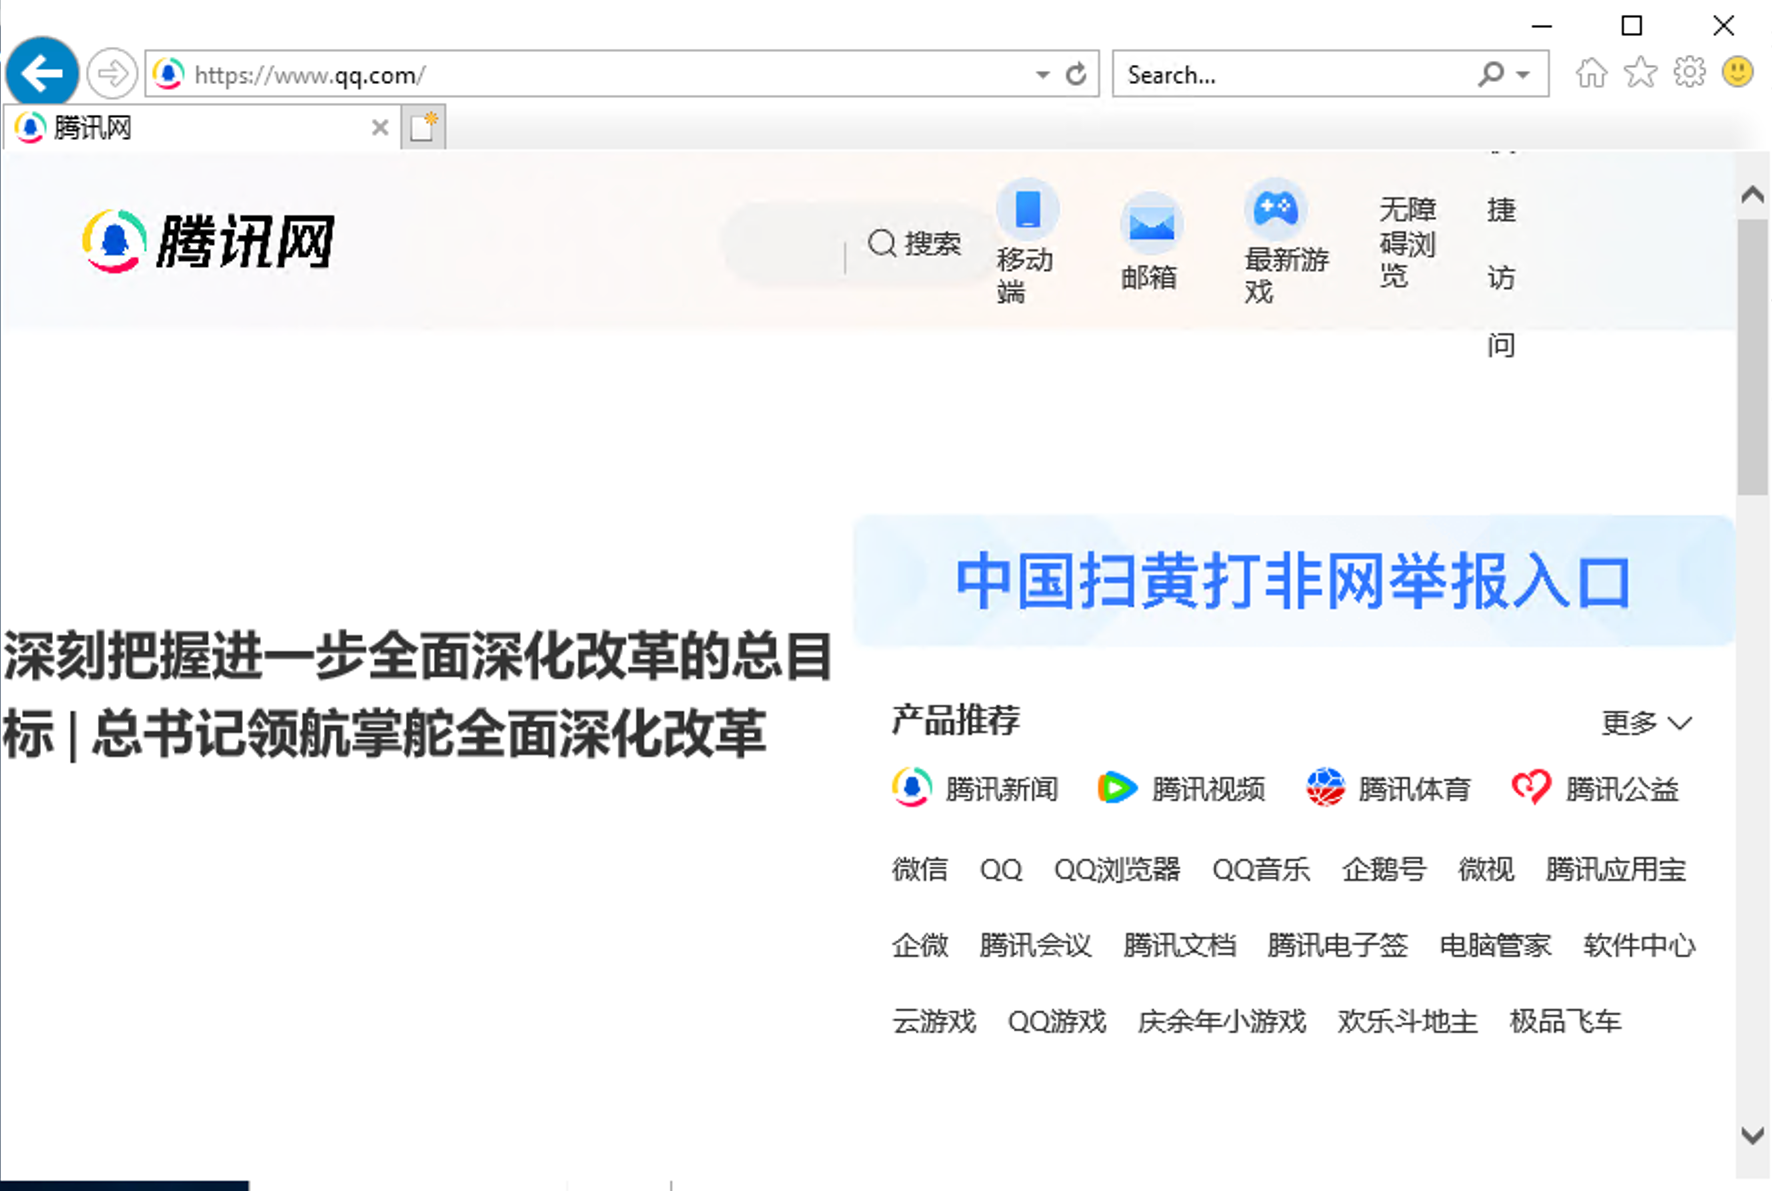 https://www.qq.com/
Search...
腾讯网
腾讯网
搜索
移动
端
邮箱
最新游
戏
无障
碍浏
览
捷
访
问
中国扫黄打非网举报入口
深刻把握进一步全面深化改革的总目
标 | 总书记领航掌舵全面深化改革
产品推荐
更多
腾讯新闻 腾讯视频 腾讯体育 腾讯公益
微信 QQ QQ浏览器 QQ音乐 企鹅号 微视 腾讯应用宝
企微 腾讯会议 腾讯文档 腾讯电子签 电脑管家 软件中心
云游戏 QQ游戏 庆余年小游戏 欢乐斗地主 极品飞车